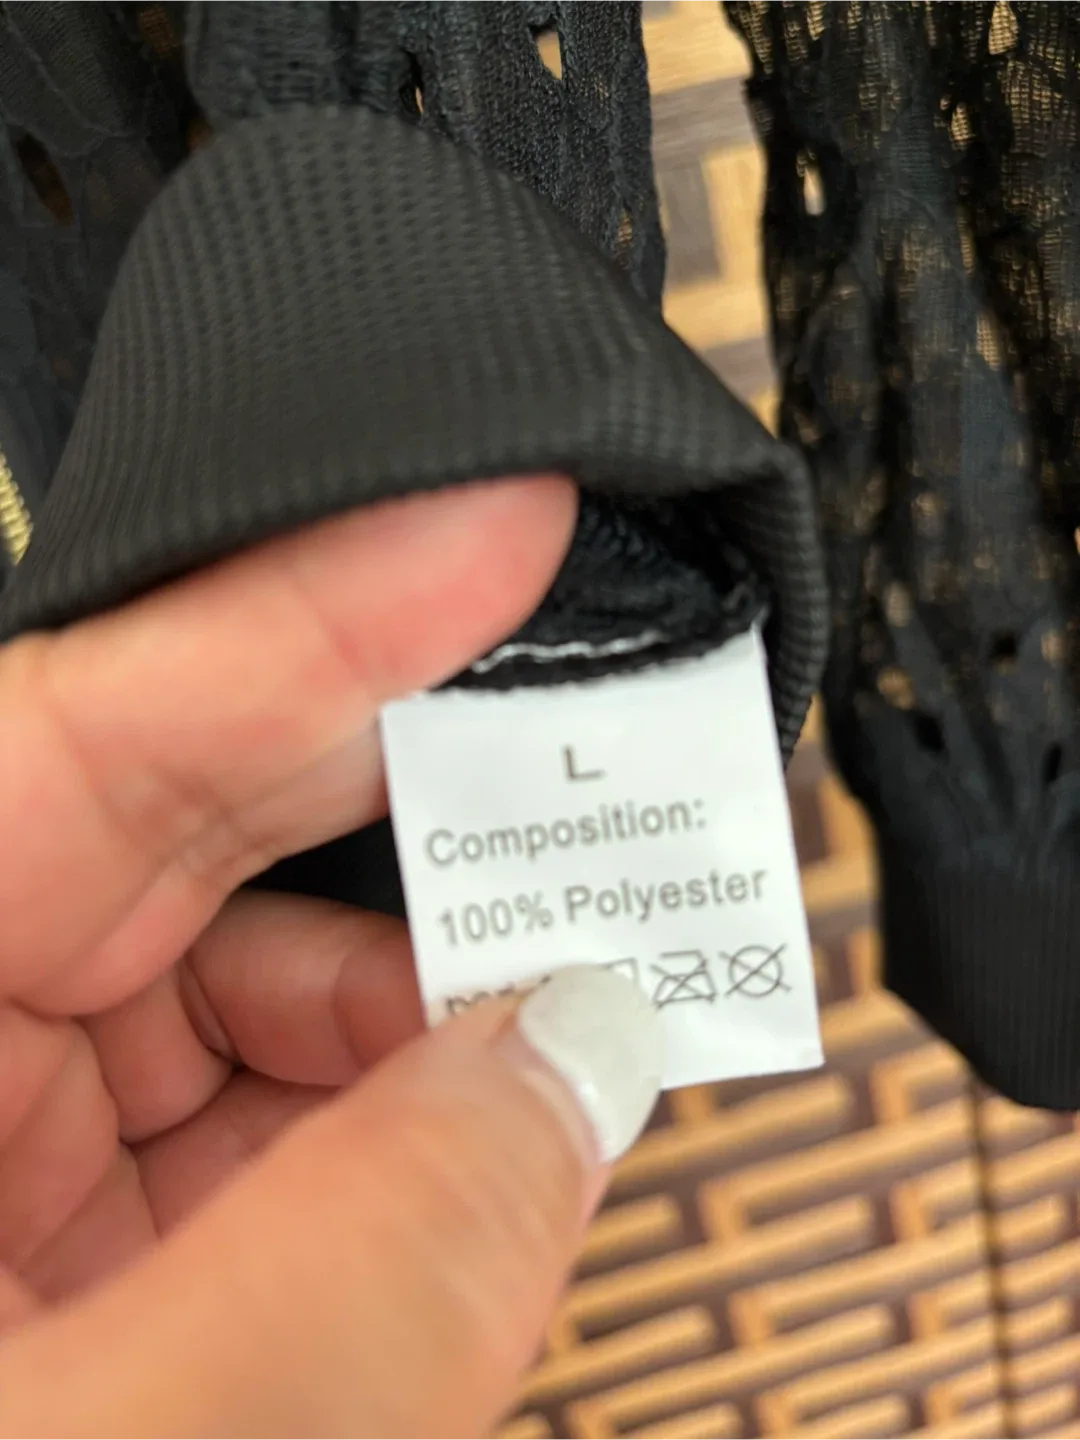 L
Composition:
100% Polyester